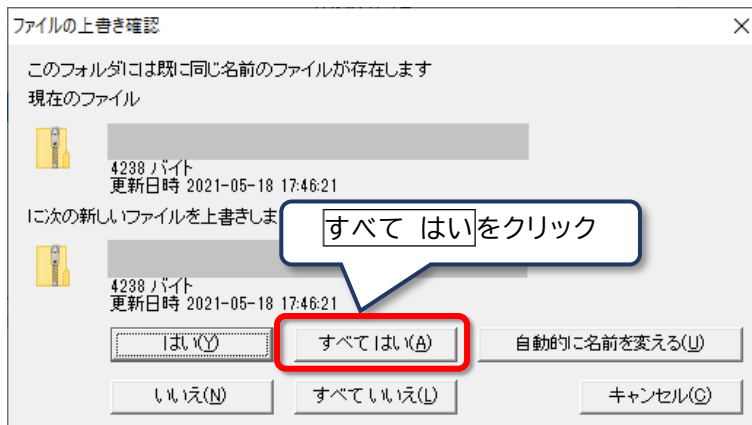 ファイルの上書き確認
このフォルダには既に同じ名前のファイルが存在します
現在のファイル
4238 バイト
更新日時 2021-05-18 17:46:21
に次の新しいファイルを上書きしま
すべて はいをクリック
4238 バイト
更新日時 2021-05-18 17:46:21
はい(Y)
すべてはい(A)
自動的に名前を変える(U)
いいえ(N)
すべていいえ(L)
キャンセル(C)